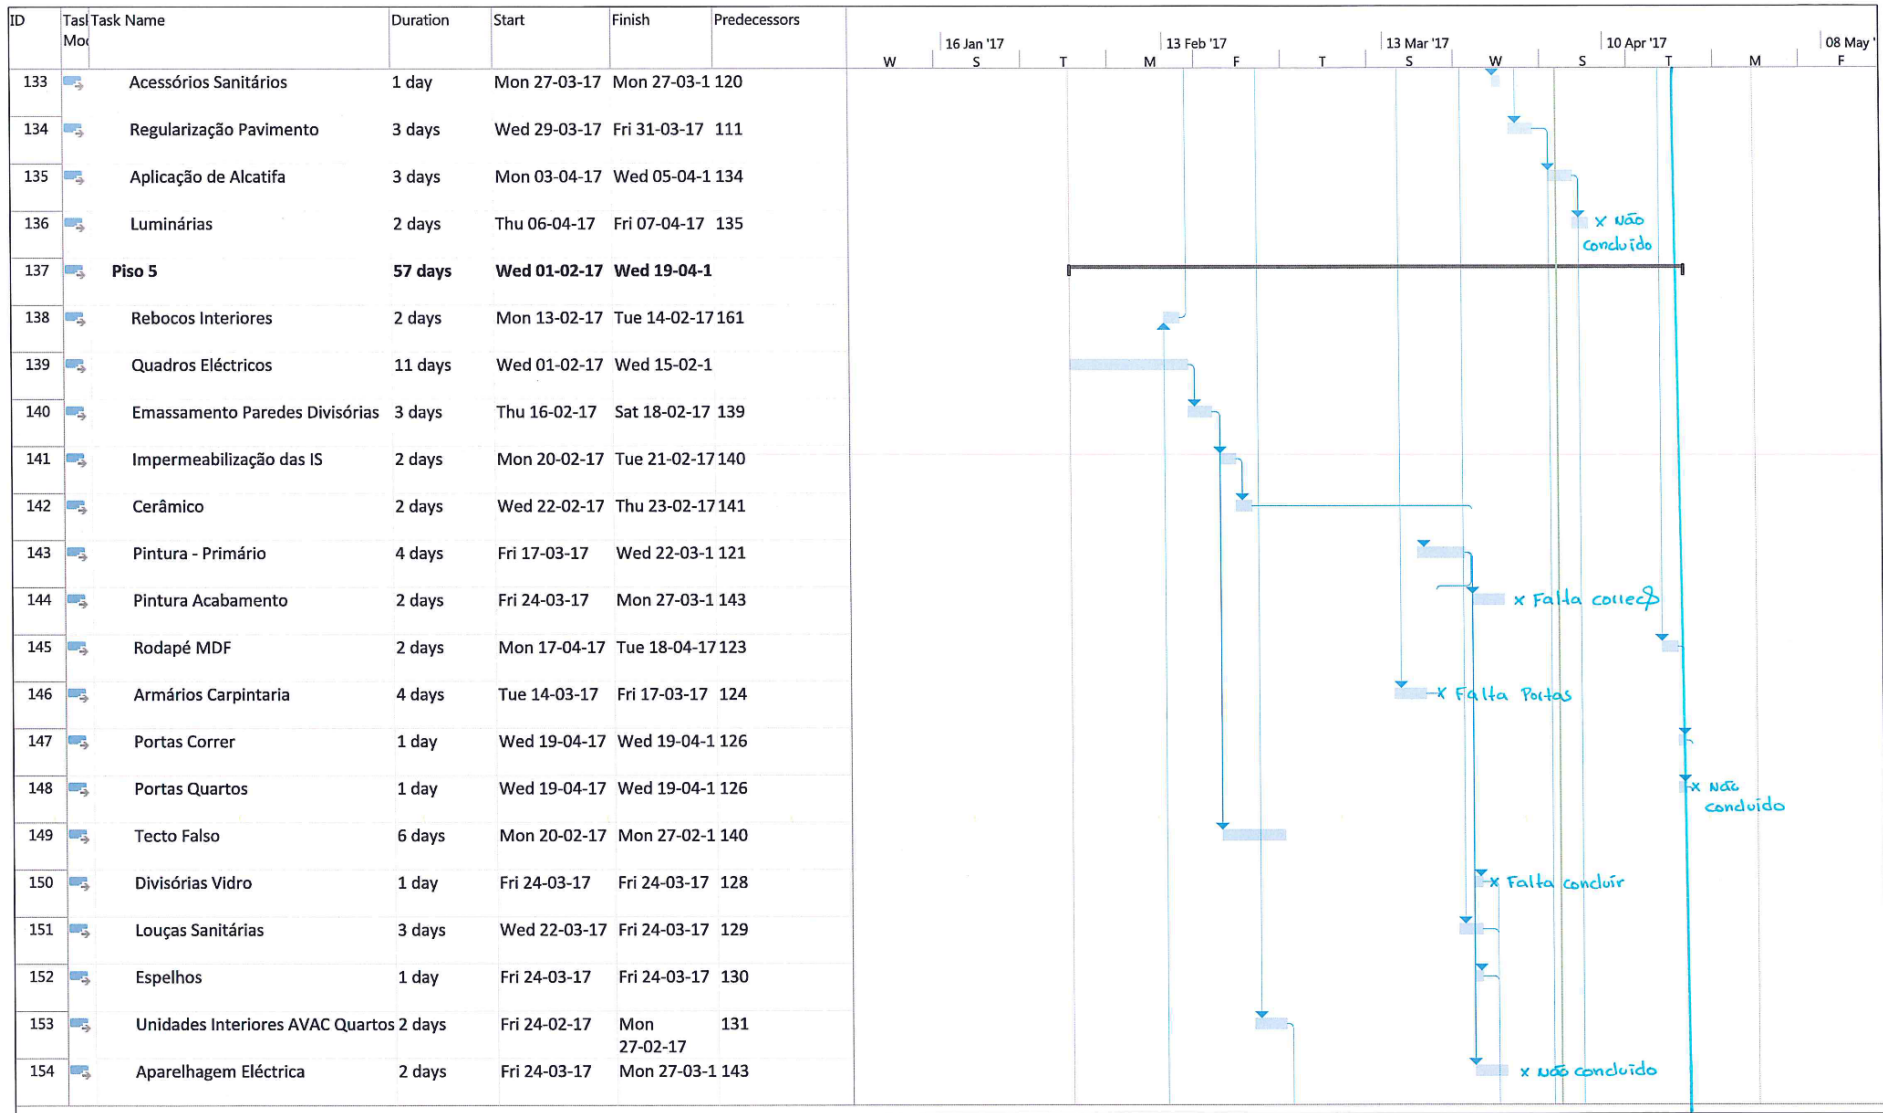 ID Task Mod Task Name Duration Start Finish Predecessors
16 Jan '17 13 Feb '17 13 Mar '17 10 Apr '17 08 May '
W S T M F T S W S T M F
133 Acessórios Sanitários 1 day Mon 27-03-17 Mon 27-03-1 120
134 Regularização Pavimento 3 days Wed 29-03-17 Fri 31-03-17 111
135 Aplicação de Alcatifa 3 days Mon 03-04-17 Wed 05-04-1 134
136 Luminárias 2 days Thu 06-04-17 Fri 07-04-17 135 x Não
concluído
137 Piso 5 57 days Wed 01-02-17 Wed 19-04-1
138 Rebocos Interiores 2 days Mon 13-02-17 Tue 14-02-17 161
139 Quadros Eléctricos 11 days Wed 01-02-17 Wed 15-02-1
140 Emassamento Paredes Divisórias 3 days Thu 16-02-17 Sat 18-02-17 139
141 Impermeabilização das IS 2 days Mon 20-02-17 Tue 21-02-17 140
142 Cerâmico 2 days Wed 22-02-17 Thu 23-02-17 141
143 Pintura - Primário 4 days Fri 17-03-17 Wed 22-03-1 121
144 Pintura Acabamento 2 days Fri 24-03-17 Mon 27-03-1 143 x Falta
145 Rodapé MDF 2 days Mon 17-04-17 Tue 18-04-17 123
146 Armários Carpintaria 4 days Tue 14-03-17 Fri 17-03-17 124 x Falta Portas
147 Portas Correr 1 day Wed 19-04-17 Wed 19-04-1 126
148 Portas Quartos 1 day Wed 19-04-17 Wed 19-04-1 126 x Não
concluído
149 Tecto Falso 6 days Mon 20-02-17 Mon 27-02-1 140
150 Divisórias Vidro 1 day Fri 24-03-17 Fri 24-03-17 128 x Falta concluír
151 Louças Sanitárias 3 days Wed 22-03-17 Fri 24-03-17 129
152 Espelhos 1 day Fri 24-03-17 Fri 24-03-17 130
153 Unidades Interiores AVAC Quartos 2 days Fri 24-02-17 Mon 131
27-02-17
154 Aparelhagem Eléctrica 2 days Fri 24-03-17 Mon 27-03-1 143 x Não concluído